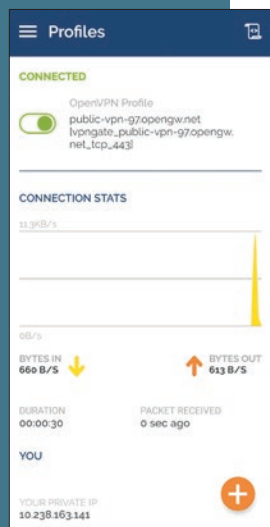 Profiles
CONNECTED
OpenVPN Profile
public-vpn-97.opengw.net
[vpngate_public-vpn-97.opengw.
net_tcp_443]
CONNECTION STATS
11.3KB/s
0B/s
BYTES IN
660 B/S
BYTES OUT
613 B/S
DURATION
00:00:30
PACKET RECEIVED
0 sec ago
YOU
YOUR PRIVATE IP
10.238.163.141